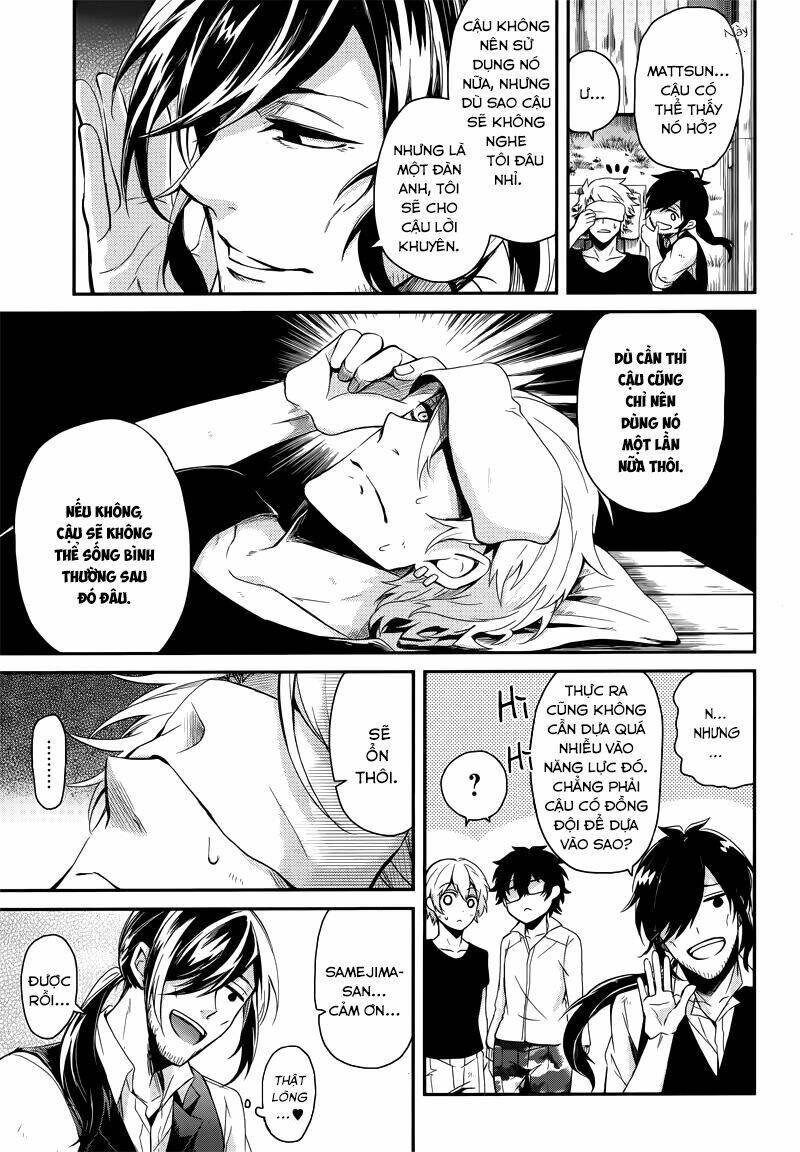 Này
MATTSUN...
CẬU CÓ
THỂ THẤY
NÓ HỞ?
Ư...
CẬU KHÔNG
NÊN SỬ
DỤNG NÓ
NỮA, NHƯNG
DÙ SAO CẬU
SẼ KHÔNG
NGHE
TÔI ĐÂU
NHỈ.
NHƯNG LÀ
MỘT ĐÀN
ANH, TÔI
SẼ CHO
CẬU LỜI
KHUYÊN.
DÙ CẦN THÌ
CẬU CŨNG
CHỈ NÊN
DÙNG NÓ
MỘT LẦN
NỮA THÔI.
NẾU KHÔNG,
CẬU SẼ KHÔNG
THỂ SỐNG BÌNH
THƯỜNG SAU
ĐÓ ĐÂU.
N...
NHƯNG
...
THỰC RA
CŨNG KHÔNG
CẦN DỰA QUÁ
NHIỀU VÀO
NĂNG LỰC ĐÓ.
CHẲNG PHẢI
CẬU CÓ ĐỒNG
ĐỘI ĐỂ DỰA
VÀO SAO?
Hi
Hi
?
SẼ
ỔN
THÔI.
........
SAMEJIMA-
SAN...
CẢM ƠN...
ĐƯỢC
RỒI...
THẬT
LÒNG
...♥